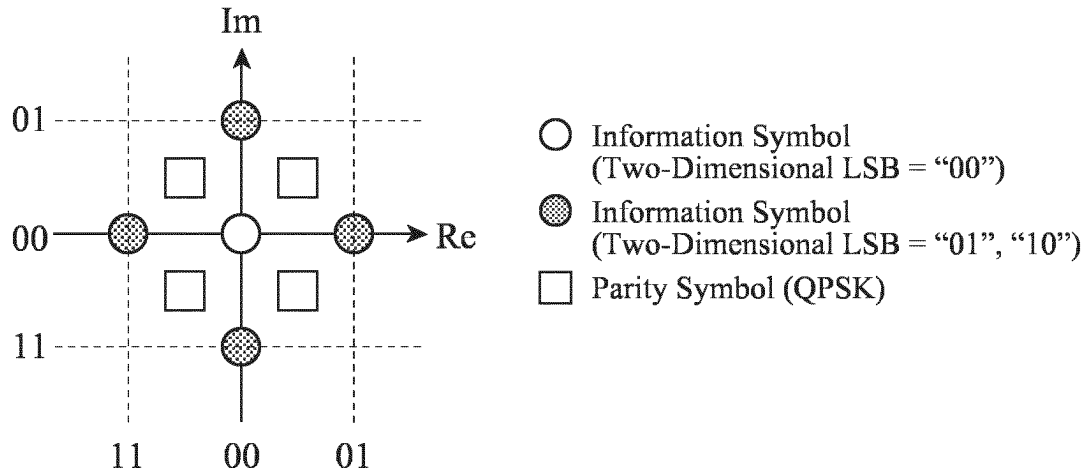 Im
01
00
11
Re
11 00 01
Information Symbol
(Two-Dimensional LSB = “00”)
Information Symbol
(Two-Dimensional LSB = “01”, “10”)
Parity Symbol (QPSK)